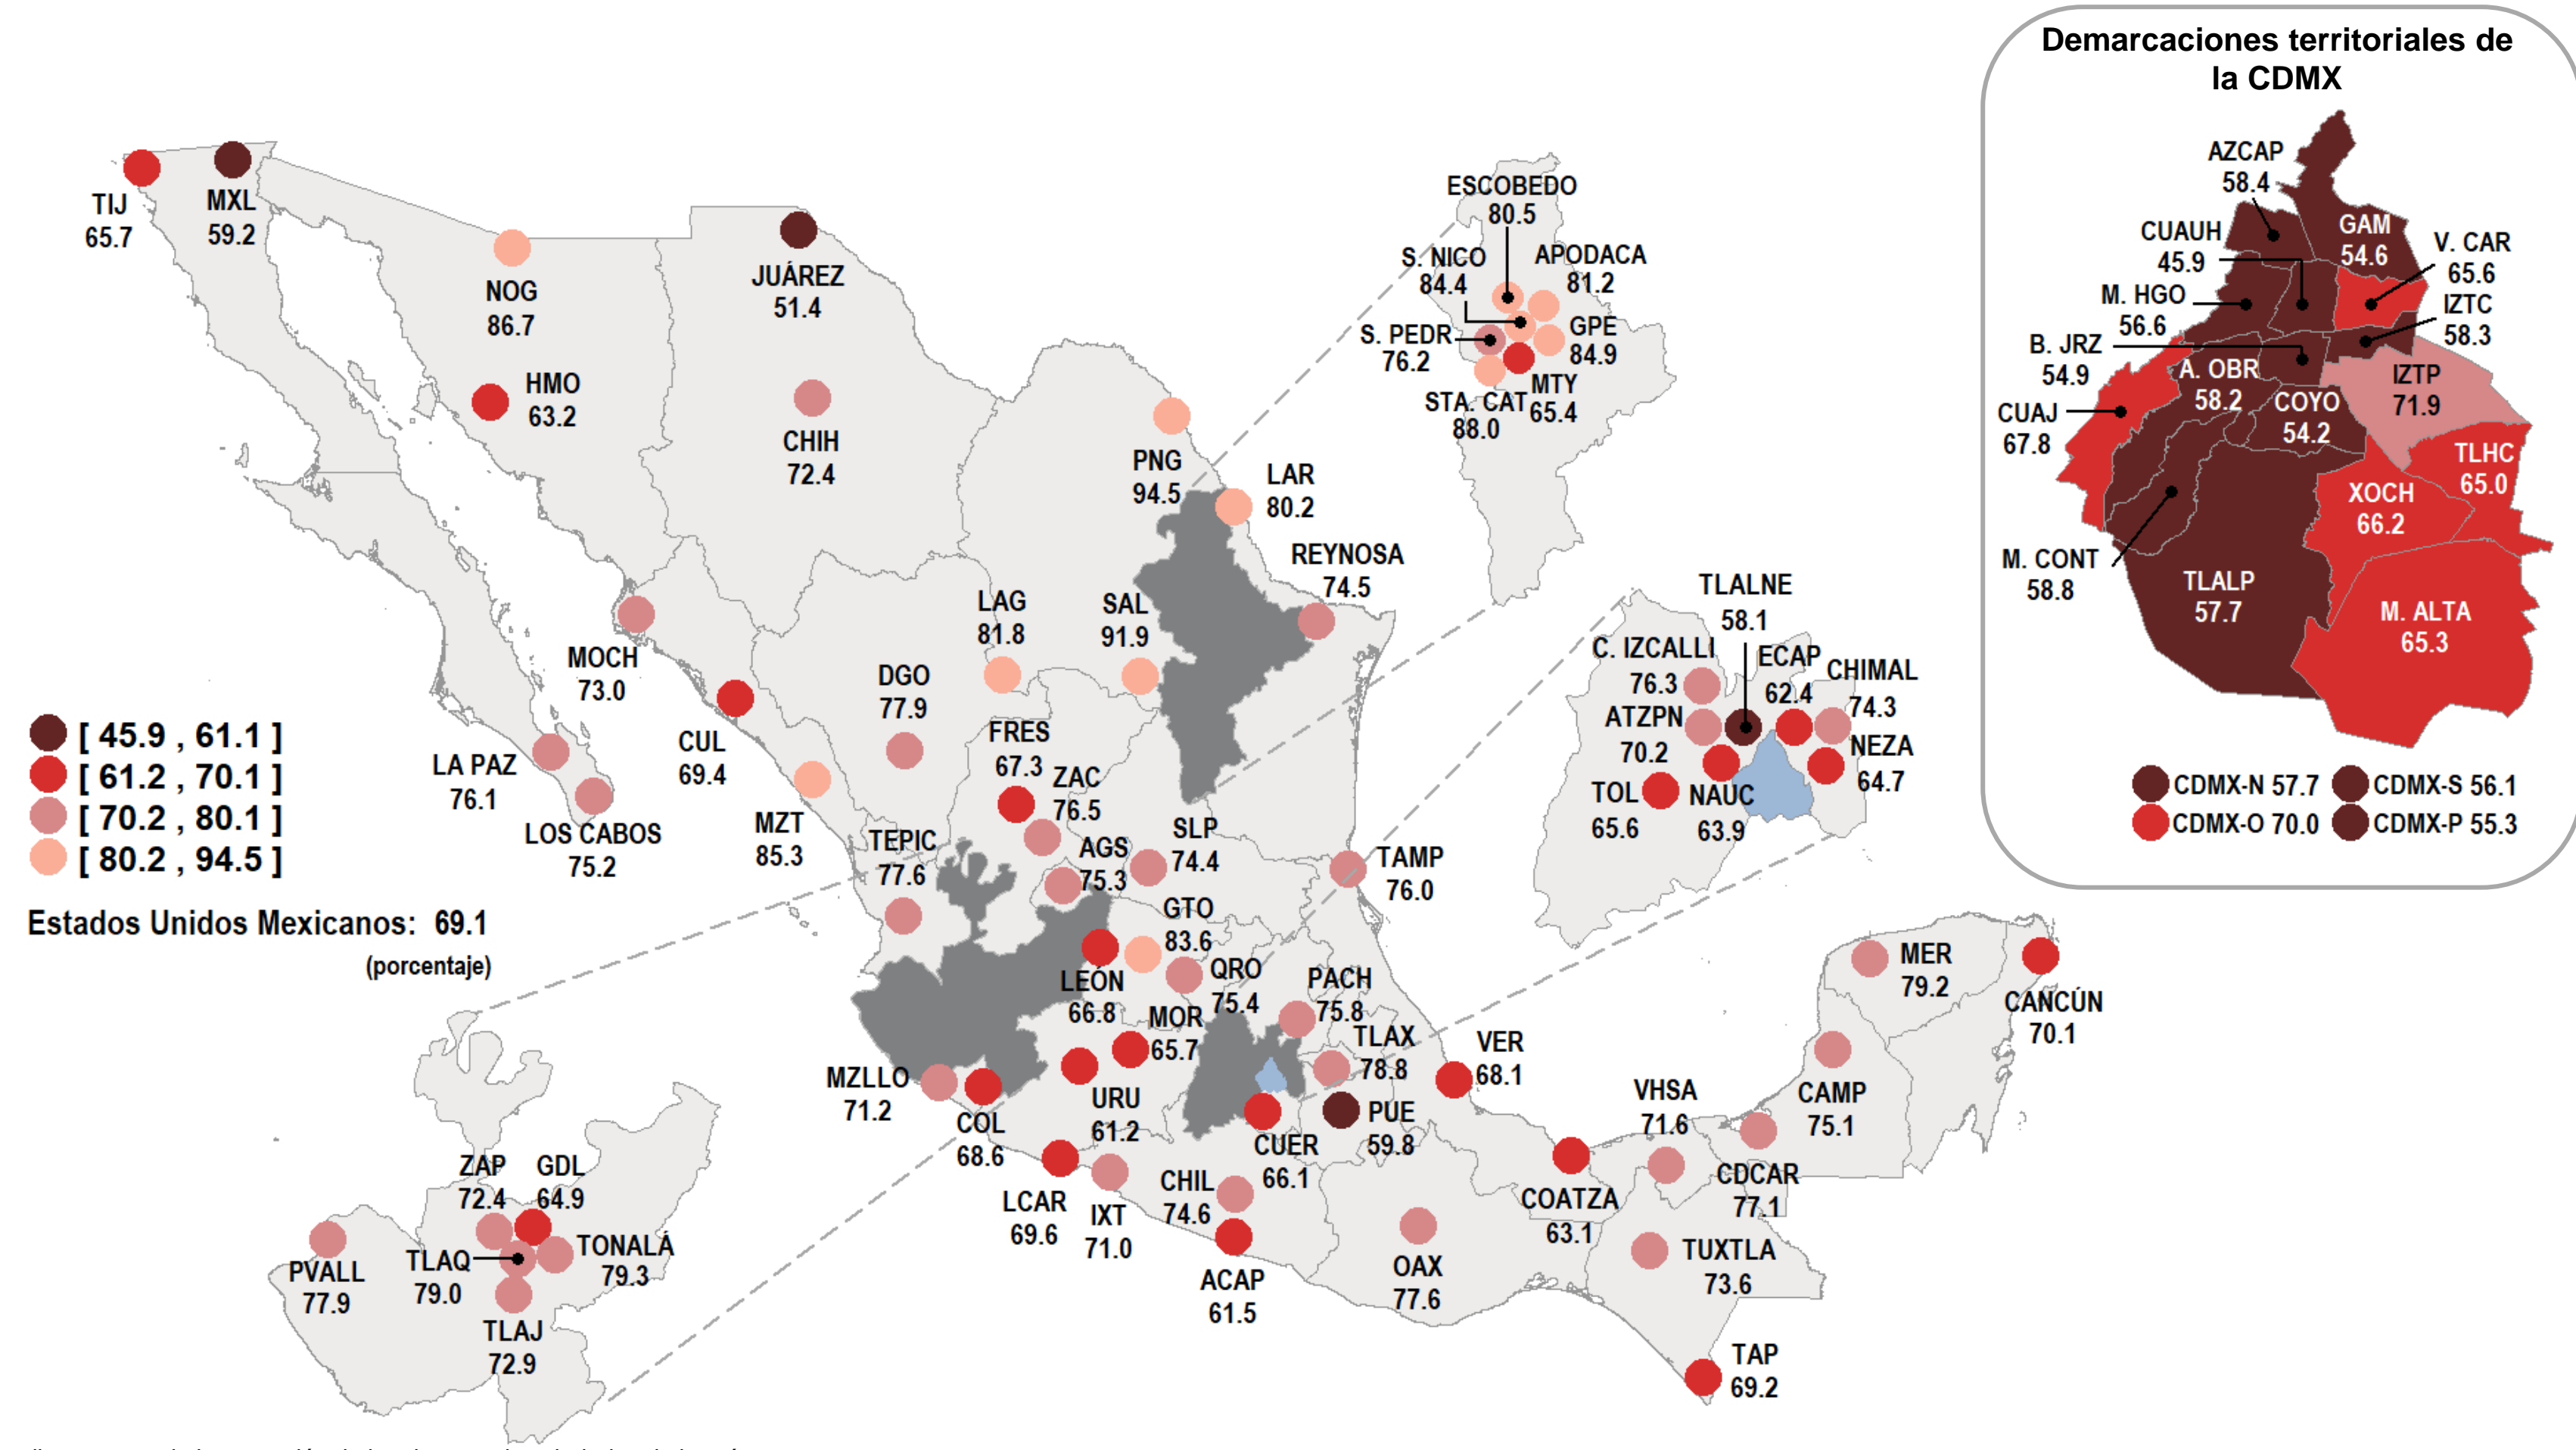 Demarcaciones territoriales de
la CDMX
AZCAP
58.4
CUAUH
45.9
GAM
54.6
V. CAR
65.6
M. HGO
56.6
IZTC
58.3
B. JRZ
54.9
A. OBR
58.2
IZTP
71.9
CUAJ
67.8
COYO
54.2
TLHC
65.0
XOCH
66.2
M. CONT
58.8
TLALP
57.7
M. ALTA
65.3
CDMX-N 57.7
CDMX-S 56.1
CDMX-O 70.0
CDMX-P 55.3
TIJ
65.7
MXL
59.2
NOG
86.7
JUÁREZ
51.4
HMO
63.2
CHIH
72.4
ESCOBEDO
80.5
S. NICO
84.4
APODACA
81.2
S. PEDR
76.2
GPE
84.9
STA. CAT
88.0
MTY
65.4
PNG
94.5
LAR
80.2
REYNOSA
74.5
LAG
81.8
SAL
91.9
MOCH
73.0
DGO
77.9
CUL
69.4
FRES
67.3
ZAC
76.5
LA PAZ
76.1
LOS CABOS
75.2
MZT
85.3
TEPIC
77.6
AGS
75.3
SLP
74.4
TAMP
76.0
TLALNE
58.1
C. IZCALLI
76.3
ECAP
62.4
CHIMAL
74.3
ATZPN
70.2
NEZA
64.7
TOL
65.6
NAUC
63.9
[ 45.9 , 61.1 ]
[ 61.2 , 70.1 ]
[ 70.2 , 80.1 ]
[ 80.2 , 94.5 ]
Estados Unidos Mexicanos: 69.1
(porcentaje)
GTO
83.6
LEÓN
66.8
QRO
75.4
PACH
75.8
MOR
65.7
TLAX
78.8
VER
68.1
MZLLO
71.2
COL
68.6
URU
61.2
CUER
66.1
PUE
59.8
LCAR
69.6
IXT
71.0
CHIL
74.6
ACAP
61.5
OAX
77.6
COATZA
63.1
VHSA
71.6
CDCAR
77.1
CAMP
75.1
MER
79.2
CANCÚN
70.1
TUXTLA
73.6
TAP
69.2
ZAP
72.4
GDL
64.9
PVALL
77.9
TLAQ
79.0
TONALÁ
79.3
TLAJ
72.9